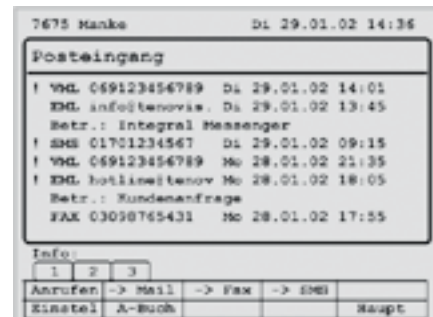 7675 Manke Di 29.01.02 14:36
Posteingang
! VML 069123456789 Di 29.01.02 14:01
EML info@tenovis. Di 29.01.02 13:45
Betr.: Integral Messenger
! SMS 01701234567 Di 29.01.02 09:15
! VML 069123456789 Mo 28.01.02 21:35
! EML hotline@tenov Mo 28.01.02 18:05
Betr.: Kundenanfrage
FAX 03098765431 Mo 28.01.02 17:55
Info:
1 2 3
Anrufen -> Mail -> Fax -> SMS
Einstel A-Buch Haupt